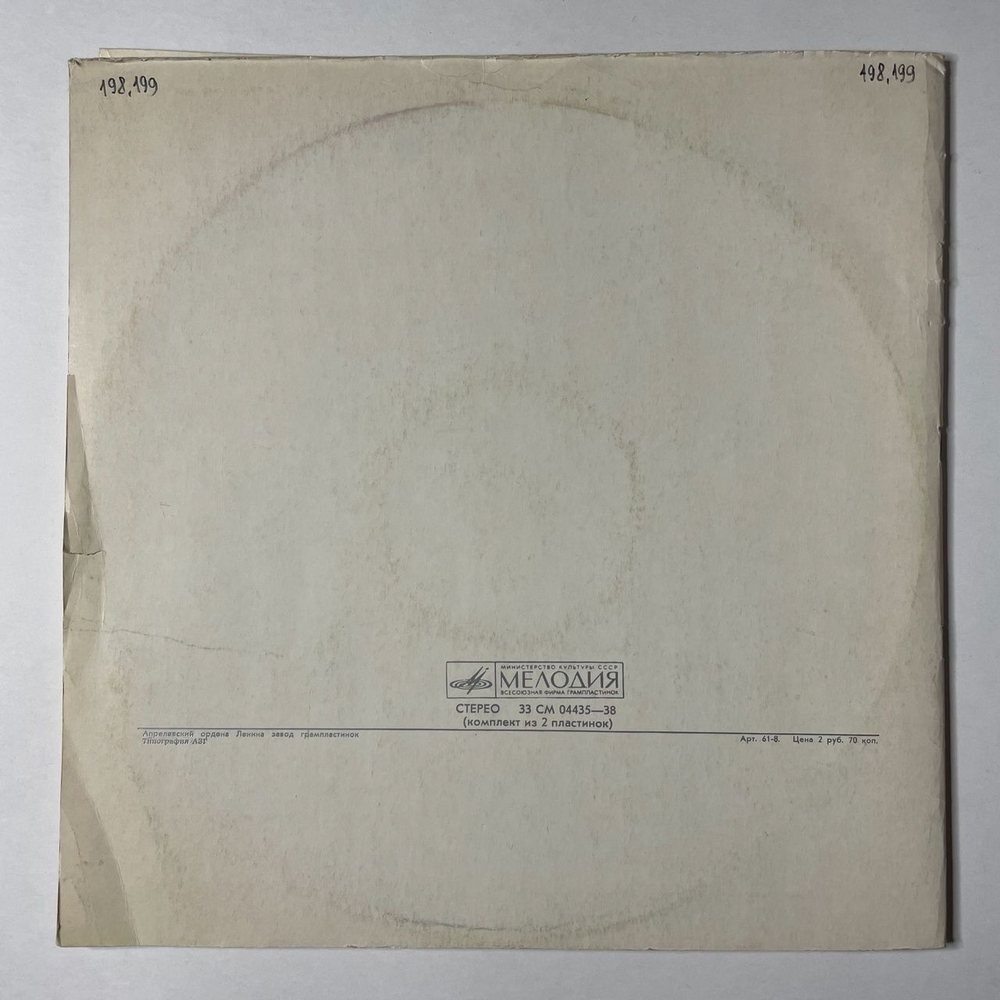 198,199
198,199
МИНИСТЕРСТВО КУЛЬТУРЫ СССР
МЕЛОДИЯ
ВСЕСОЮЗНАЯ ФИРМА ГРАМПЛАСТИНОК
СТЕРЕО 33 СМ 04435—38
(комплект из 2 пластинок)
Апрелевский ордена Ленина завод грампластинок
Типография АЗГ
Арт. 61-8. Цена 2 руб. 70 коп.